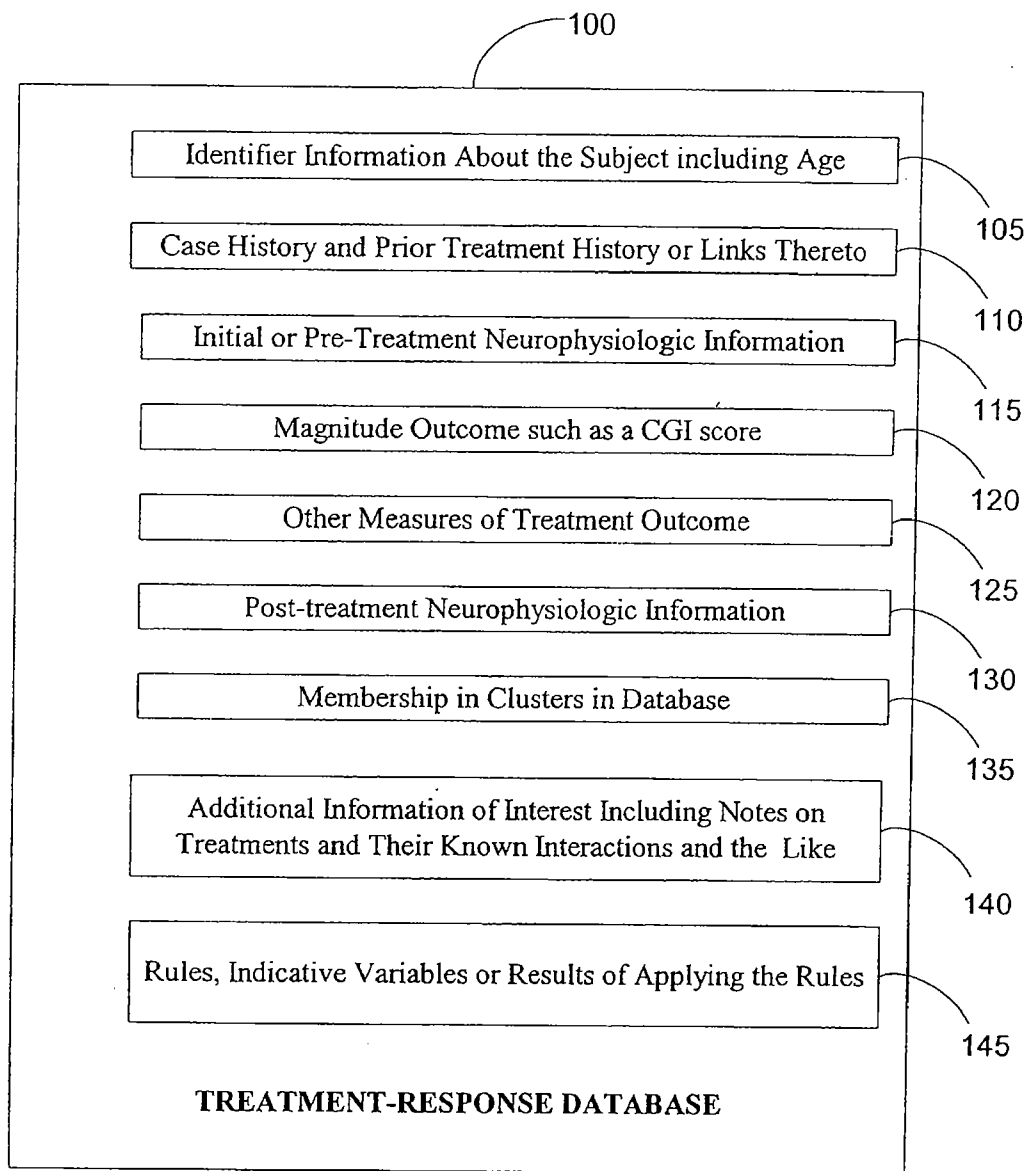 100
Identifier Information About the Subject including Age
105
Case History and Prior Treatment History or Links Thereto
110
Initial or Pre-Treatment Neurophysiologic Information
115
Magnitude Outcome such as a CGI score
120
Other Measures of Treatment Outcome
125
Post-treatment Neurophysiologic Information
130
Membership in Clusters in Database
135
Additional Information of Interest Including Notes on
Treatments and Their Known Interactions and the Like
140
Rules, Indicative Variables or Results of Applying the Rules
145
TREATMENT-RESPONSE DATABASE